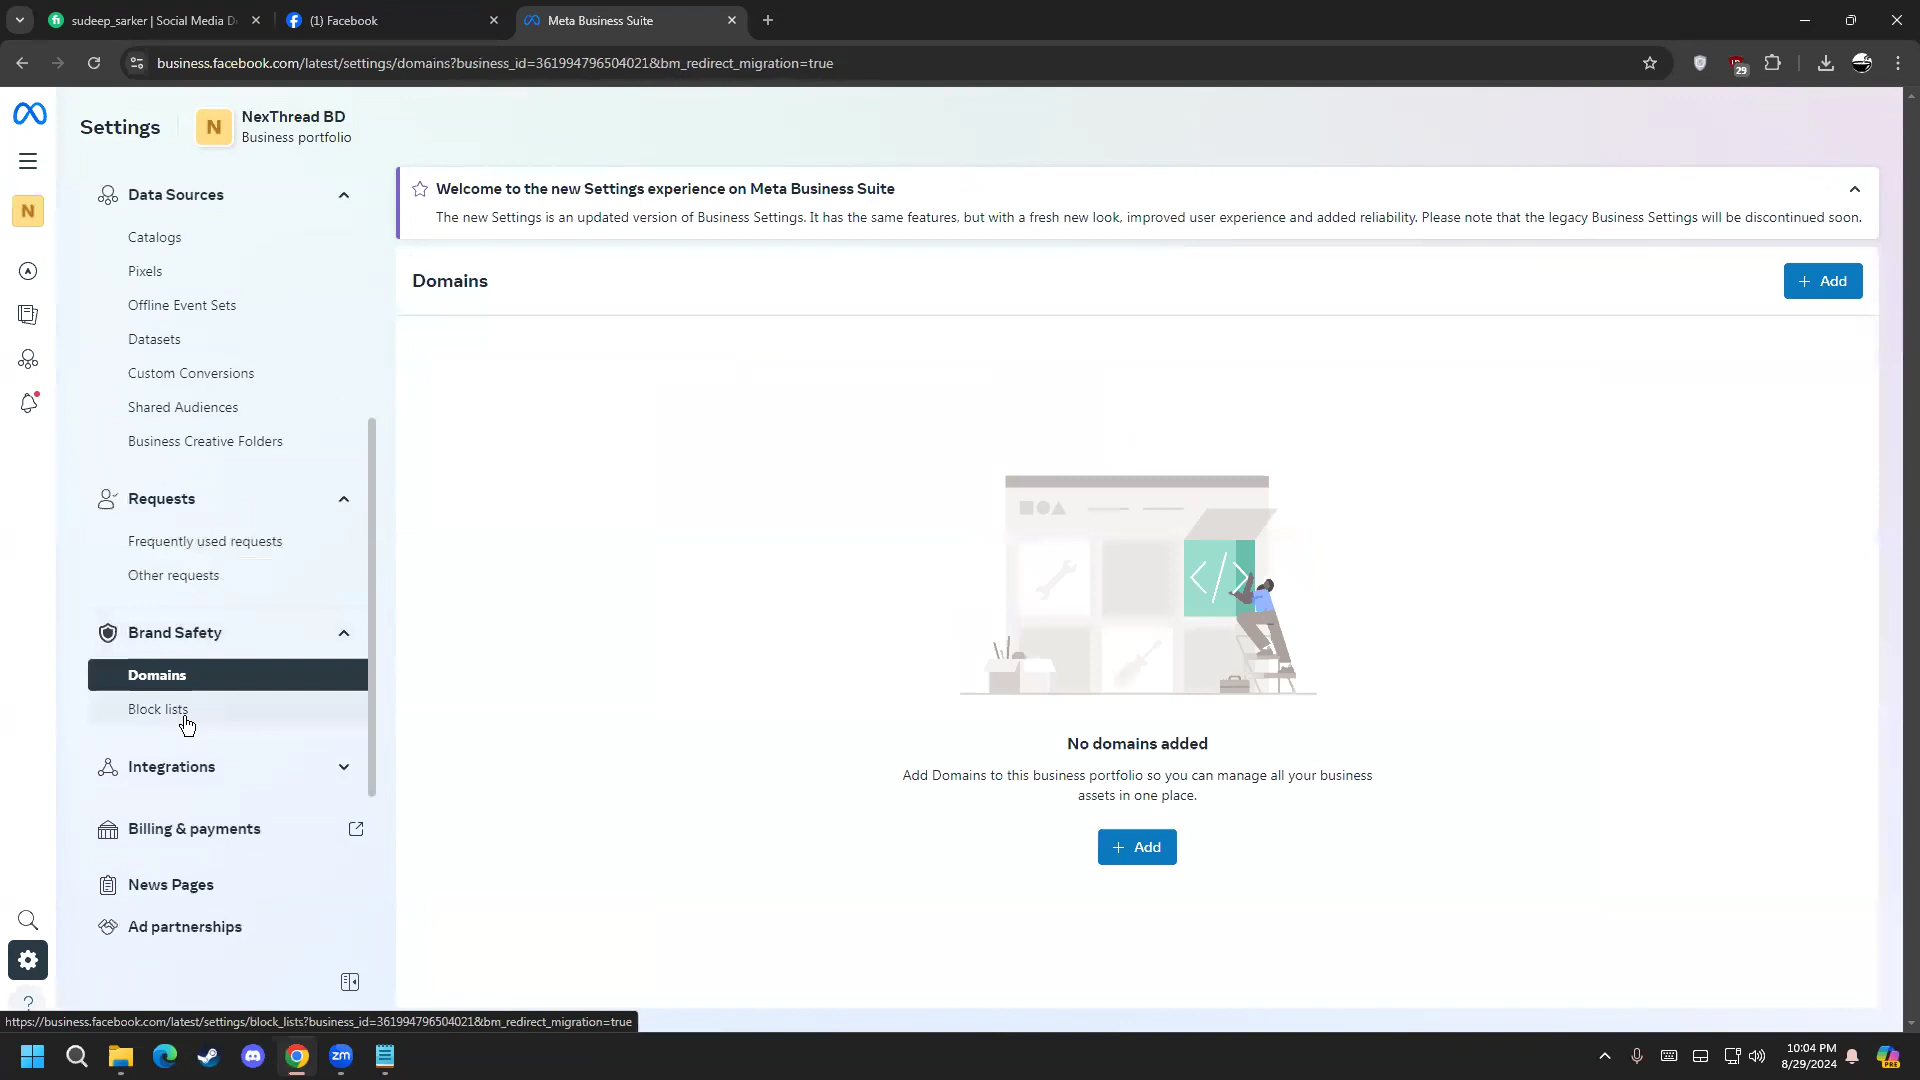 sudeep_sarker | Social Media D
(1) Facebook
Meta Business Suite
business.facebook.com/latest/settings/domains?business_id=361994796504021&bm_redirect_migration=true
29
Settings
N
NexThread BD
Business portfolio
N
Data Sources
Catalogs
Pixels
Offline Event Sets
Datasets
Custom Conversions
Shared Audiences
Business Creative Folders
Requests
Frequently used requests
Other requests
Brand Safety
Domains
Block lists
Integrations
Billing & payments
News Pages
Ad partnerships
Welcome to the new Settings experience on Meta Business Suite
The new Settings is an updated version of Business Settings. It has the same features, but with a fresh new look, improved user experience and added reliability. Please note that the legacy Business Settings will be discontinued soon.
Domains
+ Add
</>
No domains added
Add Domains to this business portfolio so you can manage all your business
assets in one place.
+ Add
?
https://business.facebook.com/latest/settings/block_lists?business_id=361994796504021&bm_redirect_migration=true
zm
10:04 PM
8/29/2024
PRE